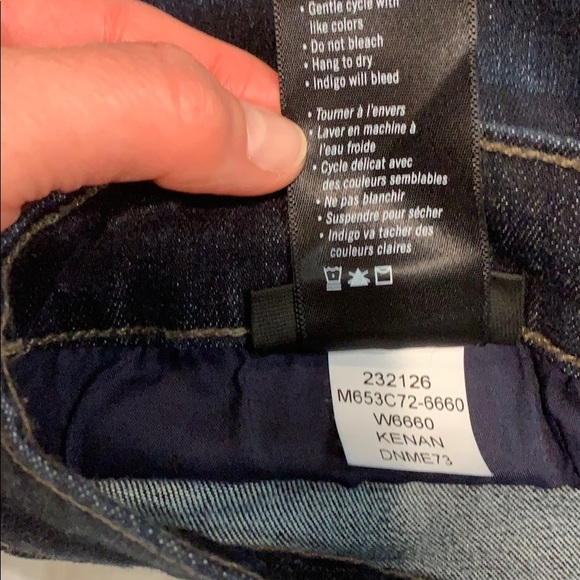 • Gentle cycle with
like colors
• Do not bleach
• Hang to dry
• Indigo will bleed
• Tourner à l'envers
• Laver en machine à
l'eau froide
• Cycle délicat avec
des couleurs semblables
• Ne pas blanchir
• Suspendre pour sécher
• Indigo va tacher des
couleurs claires
232126
M653C72-6660
W6660
KENAN
DNME73